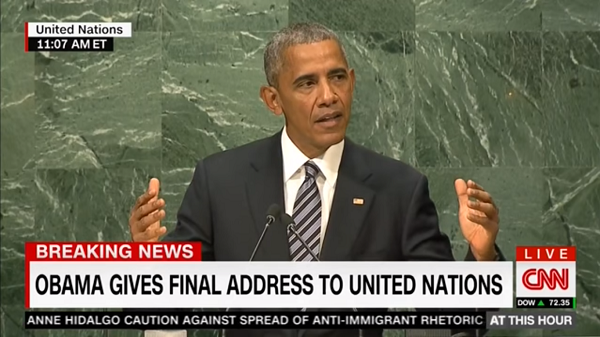 United Nations
11:07 AM ET
BREAKING NEWS
LIVE
OBAMA GIVES FINAL ADDRESS TO UNITED NATIONS
CNN
DOW ▲ 72.35
ANNE HIDALGO CAUTION AGAINST SPREAD OF ANTI-IMMIGRANT RHETORIC
AT THIS HOUR